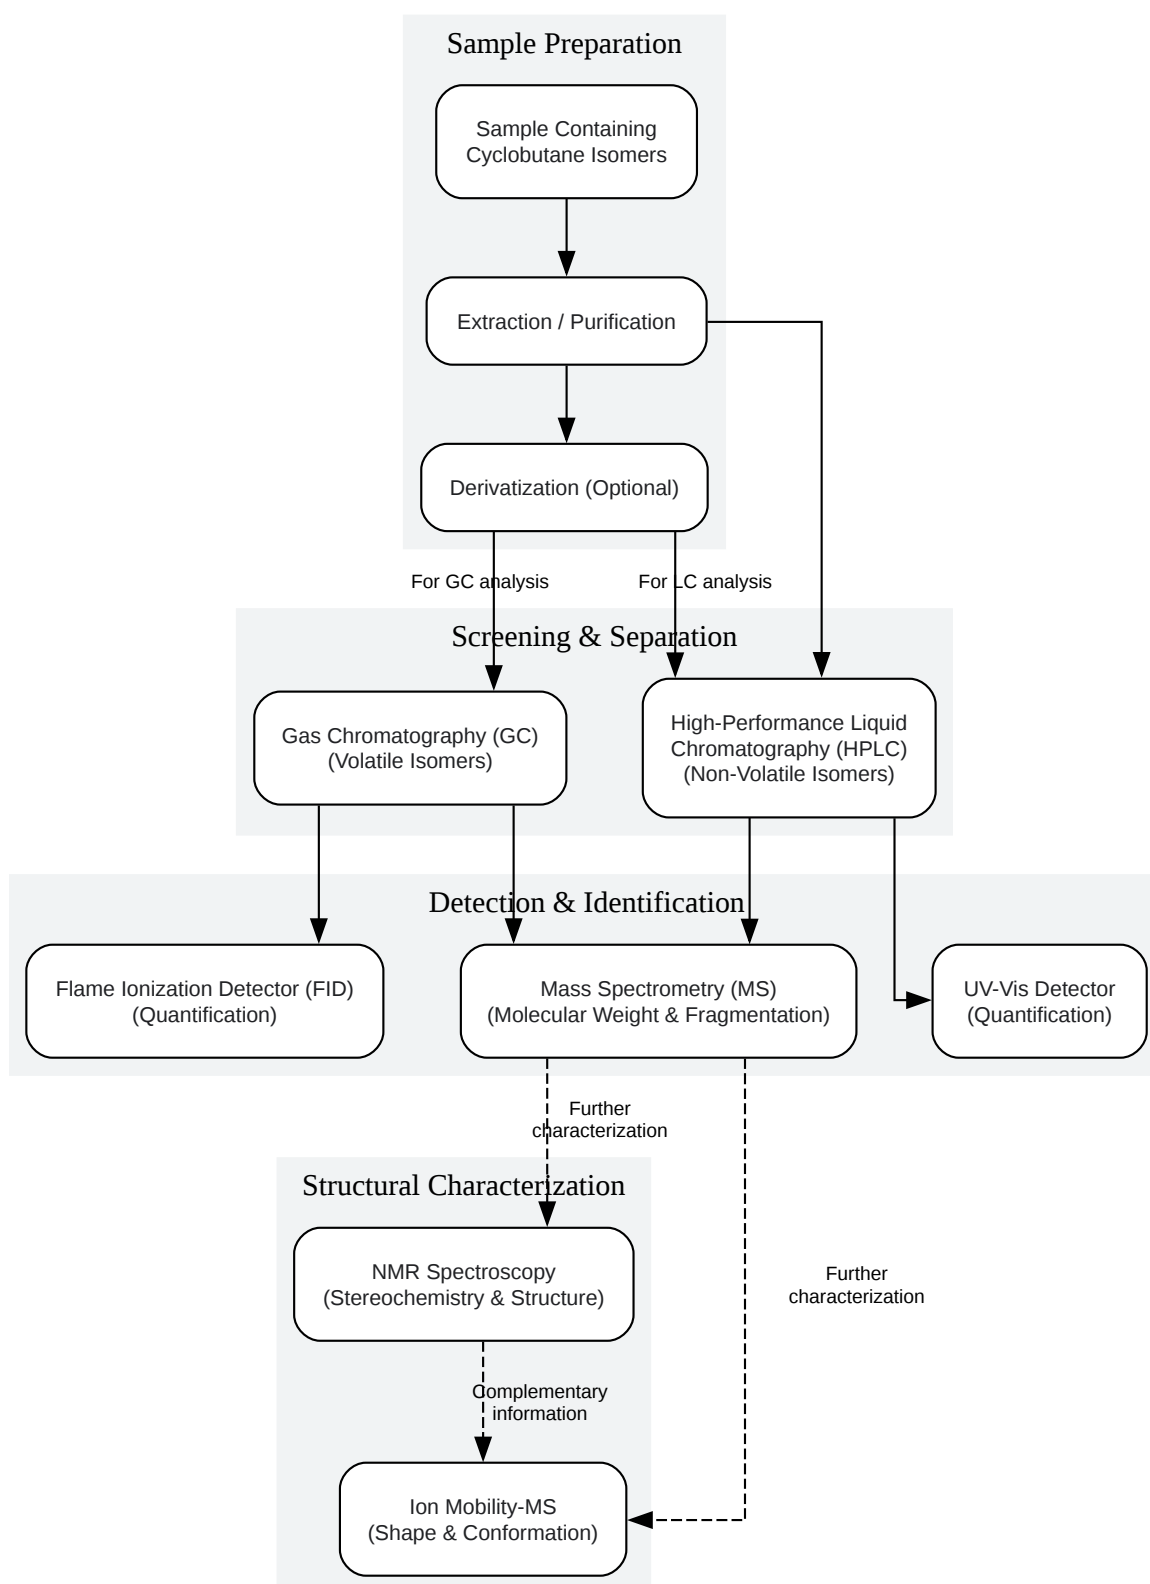 Sample Preparation
Sample Containing
Cyclobutane Isomers
Extraction / Purification
Derivatization (Optional)
For GC analysis
For LC analysis
Screening & Separation
Gas Chromatography (GC)
(Volatile Isomers)
High-Performance Liquid
Chromatography (HPLC)
(Non-Volatile Isomers)
Detection & Identification
Flame Ionization Detector (FID)
(Quantification)
Mass Spectrometry (MS)
(Molecular Weight & Fragmentation)
UV-Vis Detector
(Quantification)
Further
characterization
Structural Characterization
NMR Spectroscopy
(Stereochemistry & Structure)
Further
characterization
Complementary
information
Ion Mobility-MS
(Shape & Conformation)